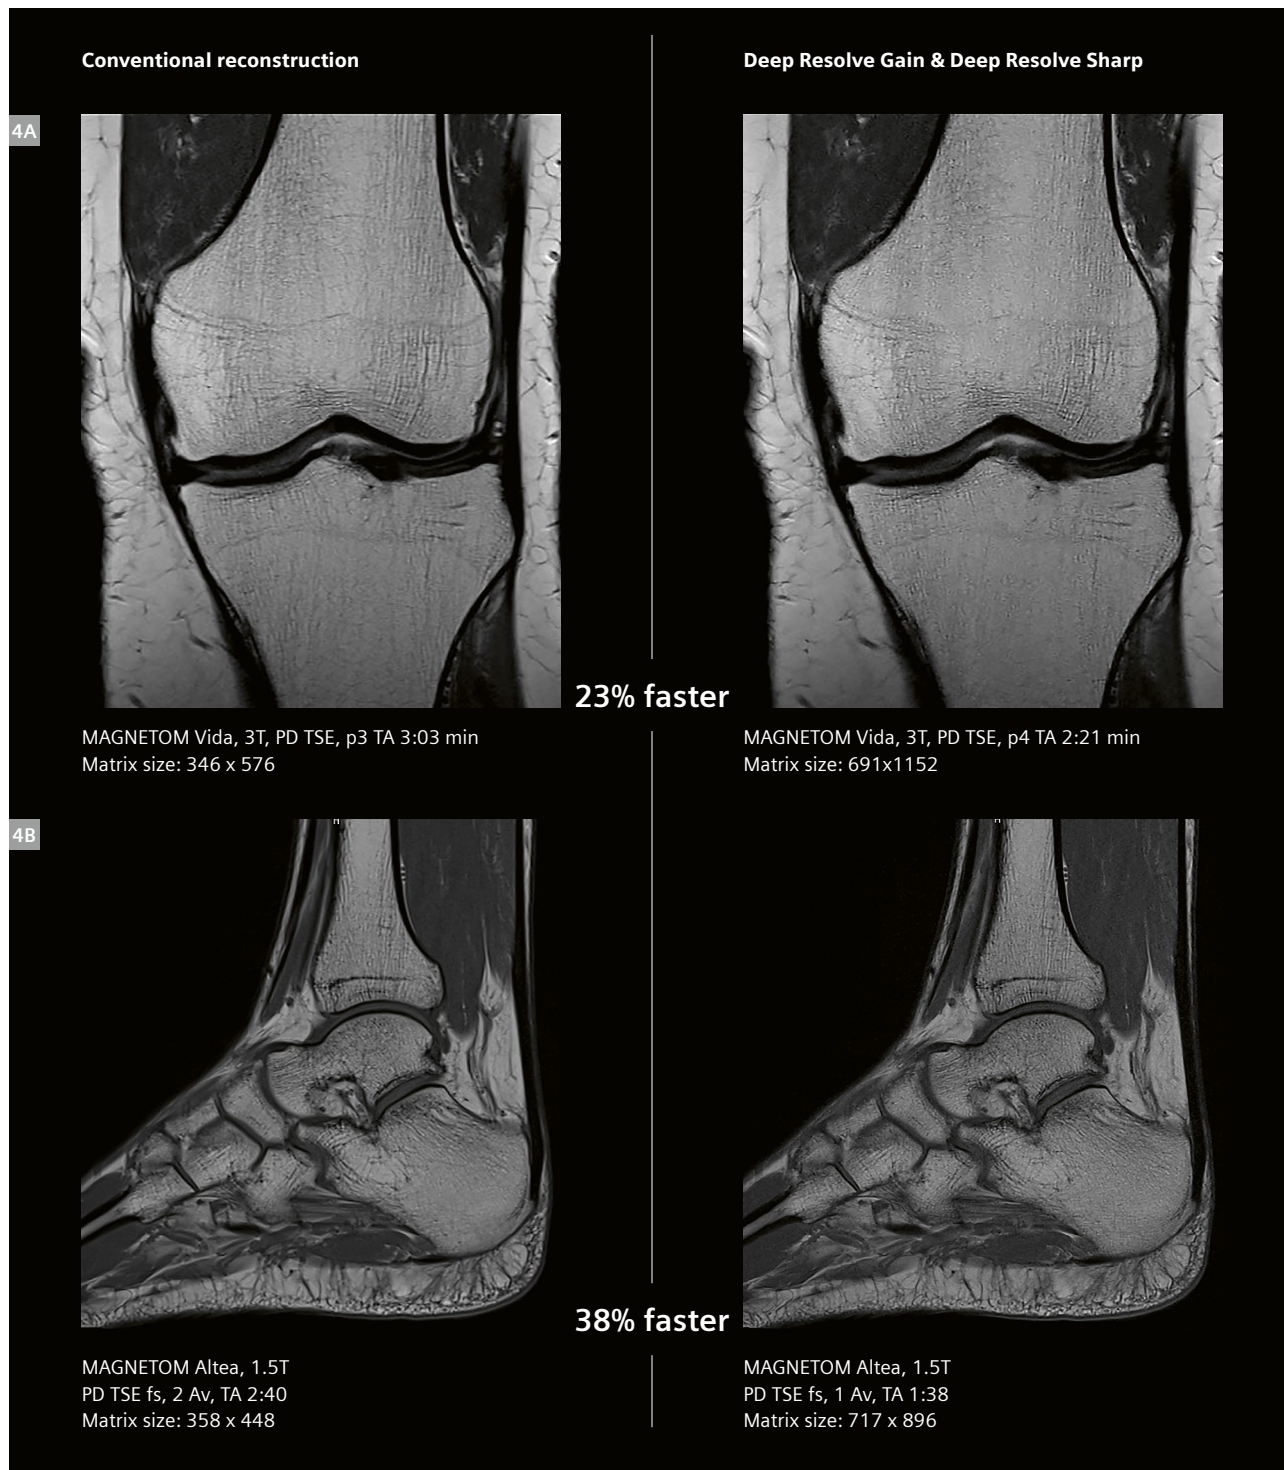 Conventional reconstruction
Deep Resolve Gain & Deep Resolve Sharp
4A
23% faster
MAGNETOM Vida, 3T, PD TSE, p3 TA 3:03 min
Matrix size: 346 x 576
MAGNETOM Vida, 3T, PD TSE, p4 TA 2:21 min
Matrix size: 691x1152
4B
H
H
38% faster
MAGNETOM Altea, 1.5T
PD TSE fs, 2 Av, TA 2:40
Matrix size: 358 x 448
MAGNETOM Altea, 1.5T
PD TSE fs, 1 Av, TA 1:38
Matrix size: 717 x 896